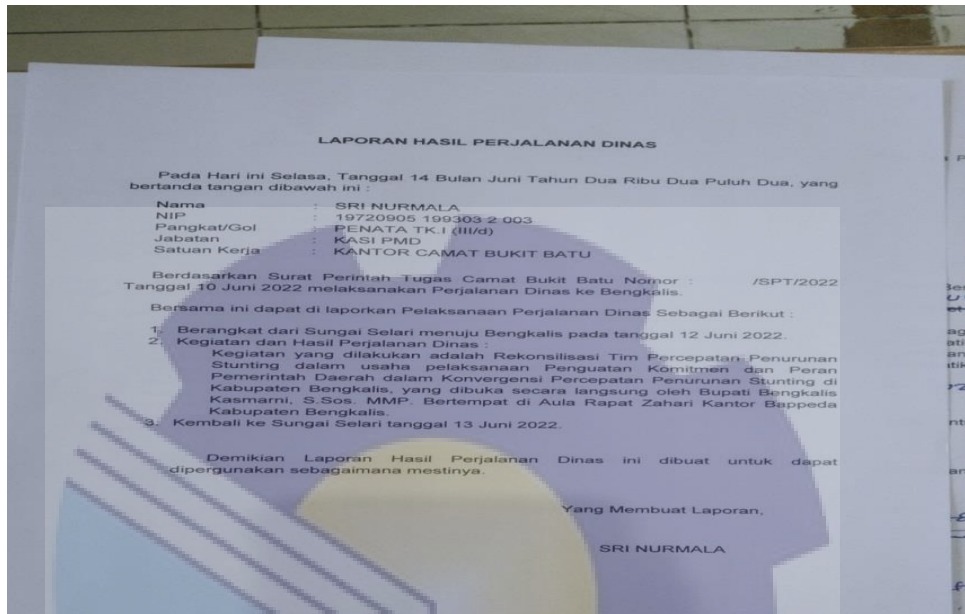 LAPORAN HASIL PERJALANAN DINAS
Pada Hari ini Selasa, Tanggal 14 Bulan Juni Tahun Dua Ribu Dua Puluh Dua, yang
bertanda tangan dibawah ini :
Nama : SRI NURMALA
NIP : 19720905 199303 2 003
Pangkat/Gol : PENATA TK.I (III/d)
Jabatan : KASI PMD
Satuan Kerja : KANTOR CAMAT BUKIT BATU
Berdasarkan Surat Perintah Tugas Camat Bukit Batu Nomor : /SPT/2022
Tanggal 10 Juni 2022 melaksanakan Perjalanan Dinas ke Bengkalis.
Bersama ini dapat di laporkan Pelaksanaan Perjalanan Dinas Sebagai Berikut :
1. Berangkat dari Sungai Selari menuju Bengkalis pada tanggal 12 Juni 2022.
2. Kegiatan dan Hasil Perjalanan Dinas :
Kegiatan yang dilakukan adalah Rekonsilisasi Tim Percepatan Penurunan
Stunting dalam usaha pelaksanaan Penguatan Komitmen dan Peran
Pemerintah Daerah dalam Konvergensi Percepatan Penurunan Stunting di
Kabupaten Bengkalis, yang dibuka secara langsung oleh Bupati Bengkalis
Kasmarni, S.Sos. MMP. Bertempat di Aula Rapat Zahari Kantor Bappeda
Kabupaten Bengkalis.
3. Kembali ke Sungai Selari tanggal 13 Juni 2022.
Demikian Laporan Hasil Perjalanan Dinas ini dibuat untuk dapat
dipergunakan sebagaimana mestinya.
Yang Membuat Laporan,
SRI NURMALA